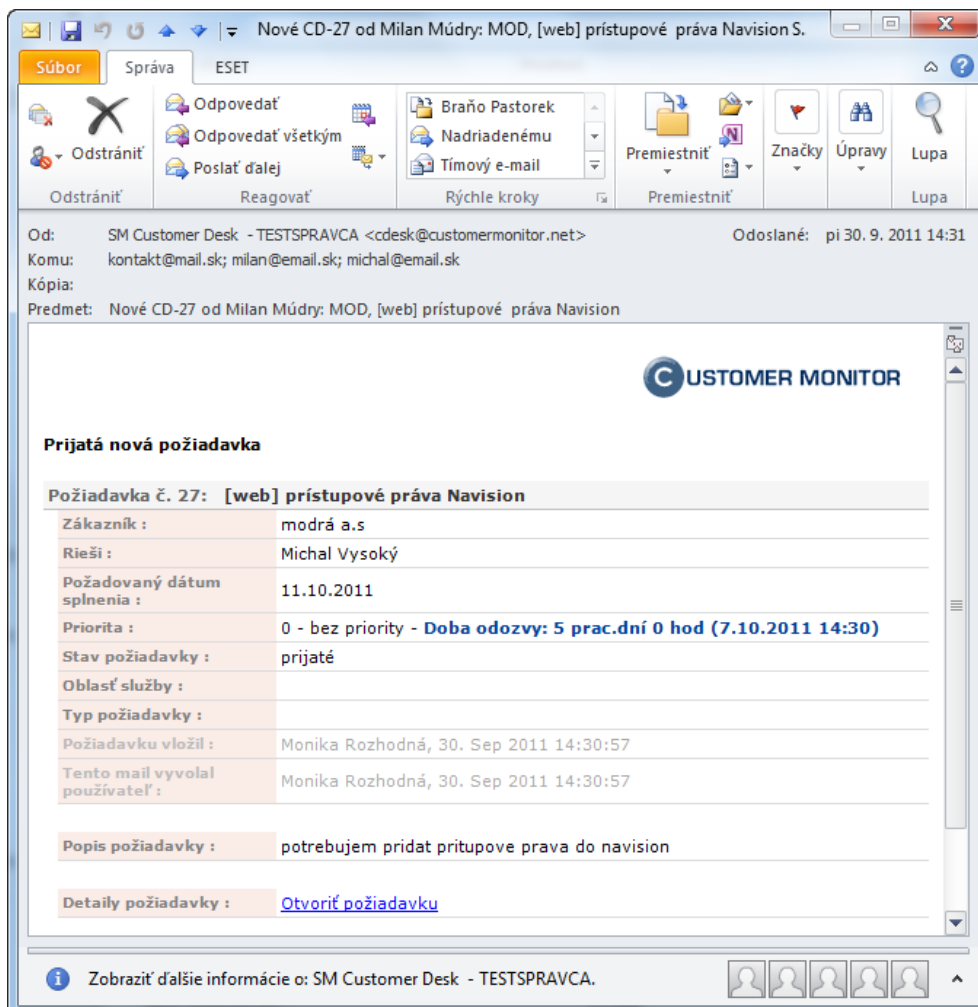 Nové CD-27 od Milan Múdry: MOD, [web] prístupové  práva Navision S.
Súbor Správa ESET
Odstrániť
Odpovedať
Odpovedať všetkým
Poslať ďalej
Braňo Pastorek
Nadriadenému
Tímový e-mail
Premiestniť
Značky
Úpravy
Lupa
Odstrániť Reagovať Rýchle kroky Premiestniť Lupa
Od: SM Customer Desk  - TESTSPRAVCA <cdesk@customermonitor.net> Odoslané: pi 30. 9. 2011 14:31
Komu: kontakt@mail.sk; milan@email.sk; michal@email.sk
Kópia:
Predmet: Nové CD-27 od Milan Múdry: MOD, [web] prístupové  práva Navision
CUSTOMER MONITOR
Prijatá nová požiadavka
Požiadavka č. 27: [web] prístupové práva Navision
Zákazník : modrá a.s
Rieši : Michal Vysoký
Požadovaný dátum
splnenia : 11.10.2011
Priorita : 0 - bez priority - Doba odozvy: 5 prac.dní 0 hod (7.10.2011 14:30)
Stav požiadavky : prijaté
Oblasť služby :
Typ požiadavky :
Požiadavku vložil : Monika Rozhodná, 30. Sep 2011 14:30:57
Tento mail vyvolal
používateľ : Monika Rozhodná, 30. Sep 2011 14:30:57
Popis požiadavky : potrebujem pridat pritupove prava do navision
Detaily požiadavky : Otvoriť požiadavku
Zobraziť ďalšie informácie o: SM Customer Desk  - TESTSPRAVCA.